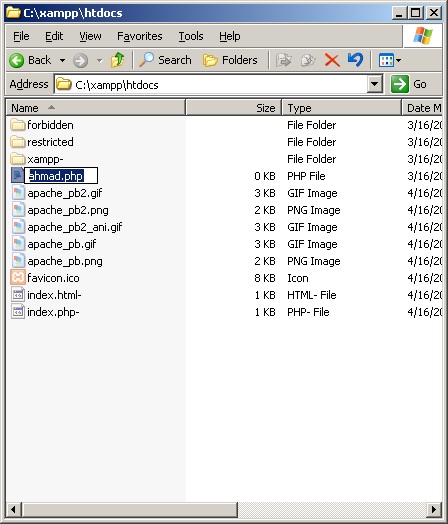 C:\xampp\htdocs
File Edit View Favorites Tools Help
Back Search Folders
Address C:\xampp\htdocs Go
Name Size Type Date M
forbidden File Folder 3/16/20
restricted File Folder 3/16/20
xampp- File Folder 3/16/20
ahmad.php 0 KB PHP File 3/16/20
apache_pb2.gif 3 KB GIF Image 4/16/20
apache_pb2.png 2 KB PNG Image 4/16/20
apache_pb2_ani.gif 3 KB GIF Image 4/16/20
apache_pb.gif 3 KB GIF Image 4/16/20
apache_pb.png 2 KB PNG Image 4/16/20
favicon.ico 8 KB Icon 4/16/20
index.html- 1 KB HTML- File 4/16/20
index.php- 1 KB PHP- File 4/16/20